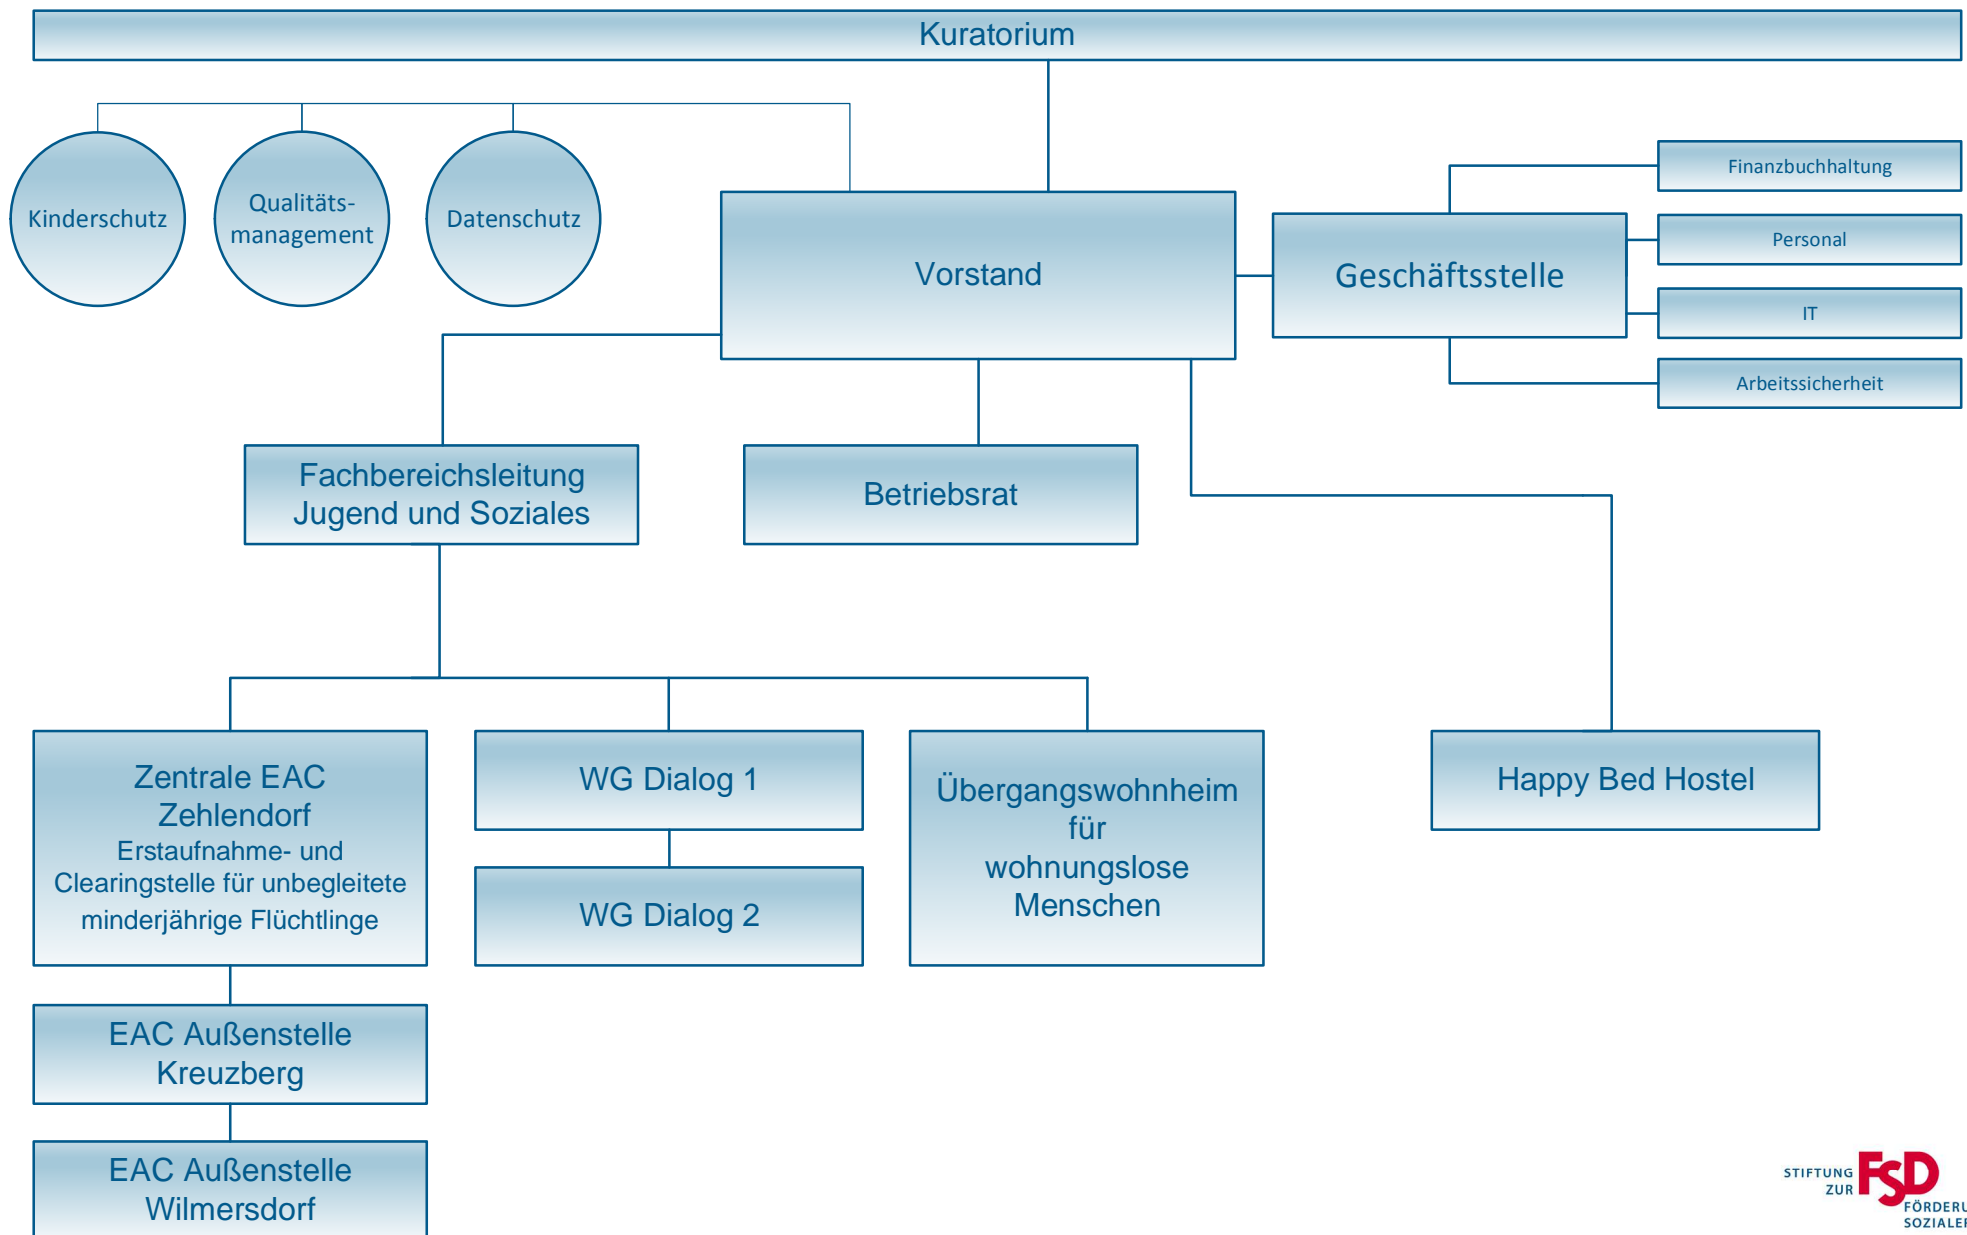 Kuratorium
Kinderschutz
Qualitäts-
management
Datenschutz
Vorstand
Geschäftsstelle
Finanzbuchhaltung
Personal
IT
Arbeitssicherheit
Fachbereichsleitung
Jugend und Soziales
Betriebsrat
Zentrale EAC
Zehlendorf
Erstaufnahme- und
Clearingstelle für unbegleitete
minderjährige Flüchtlinge
WG Dialog 1
WG Dialog 2
Übergangswohnheim
für
wohnungslose
Menschen
Happy Bed Hostel
EAC Außenstelle
Kreuzberg
EAC Außenstelle
Wilmersdorf
STIFTUNG
ZUR
FSD